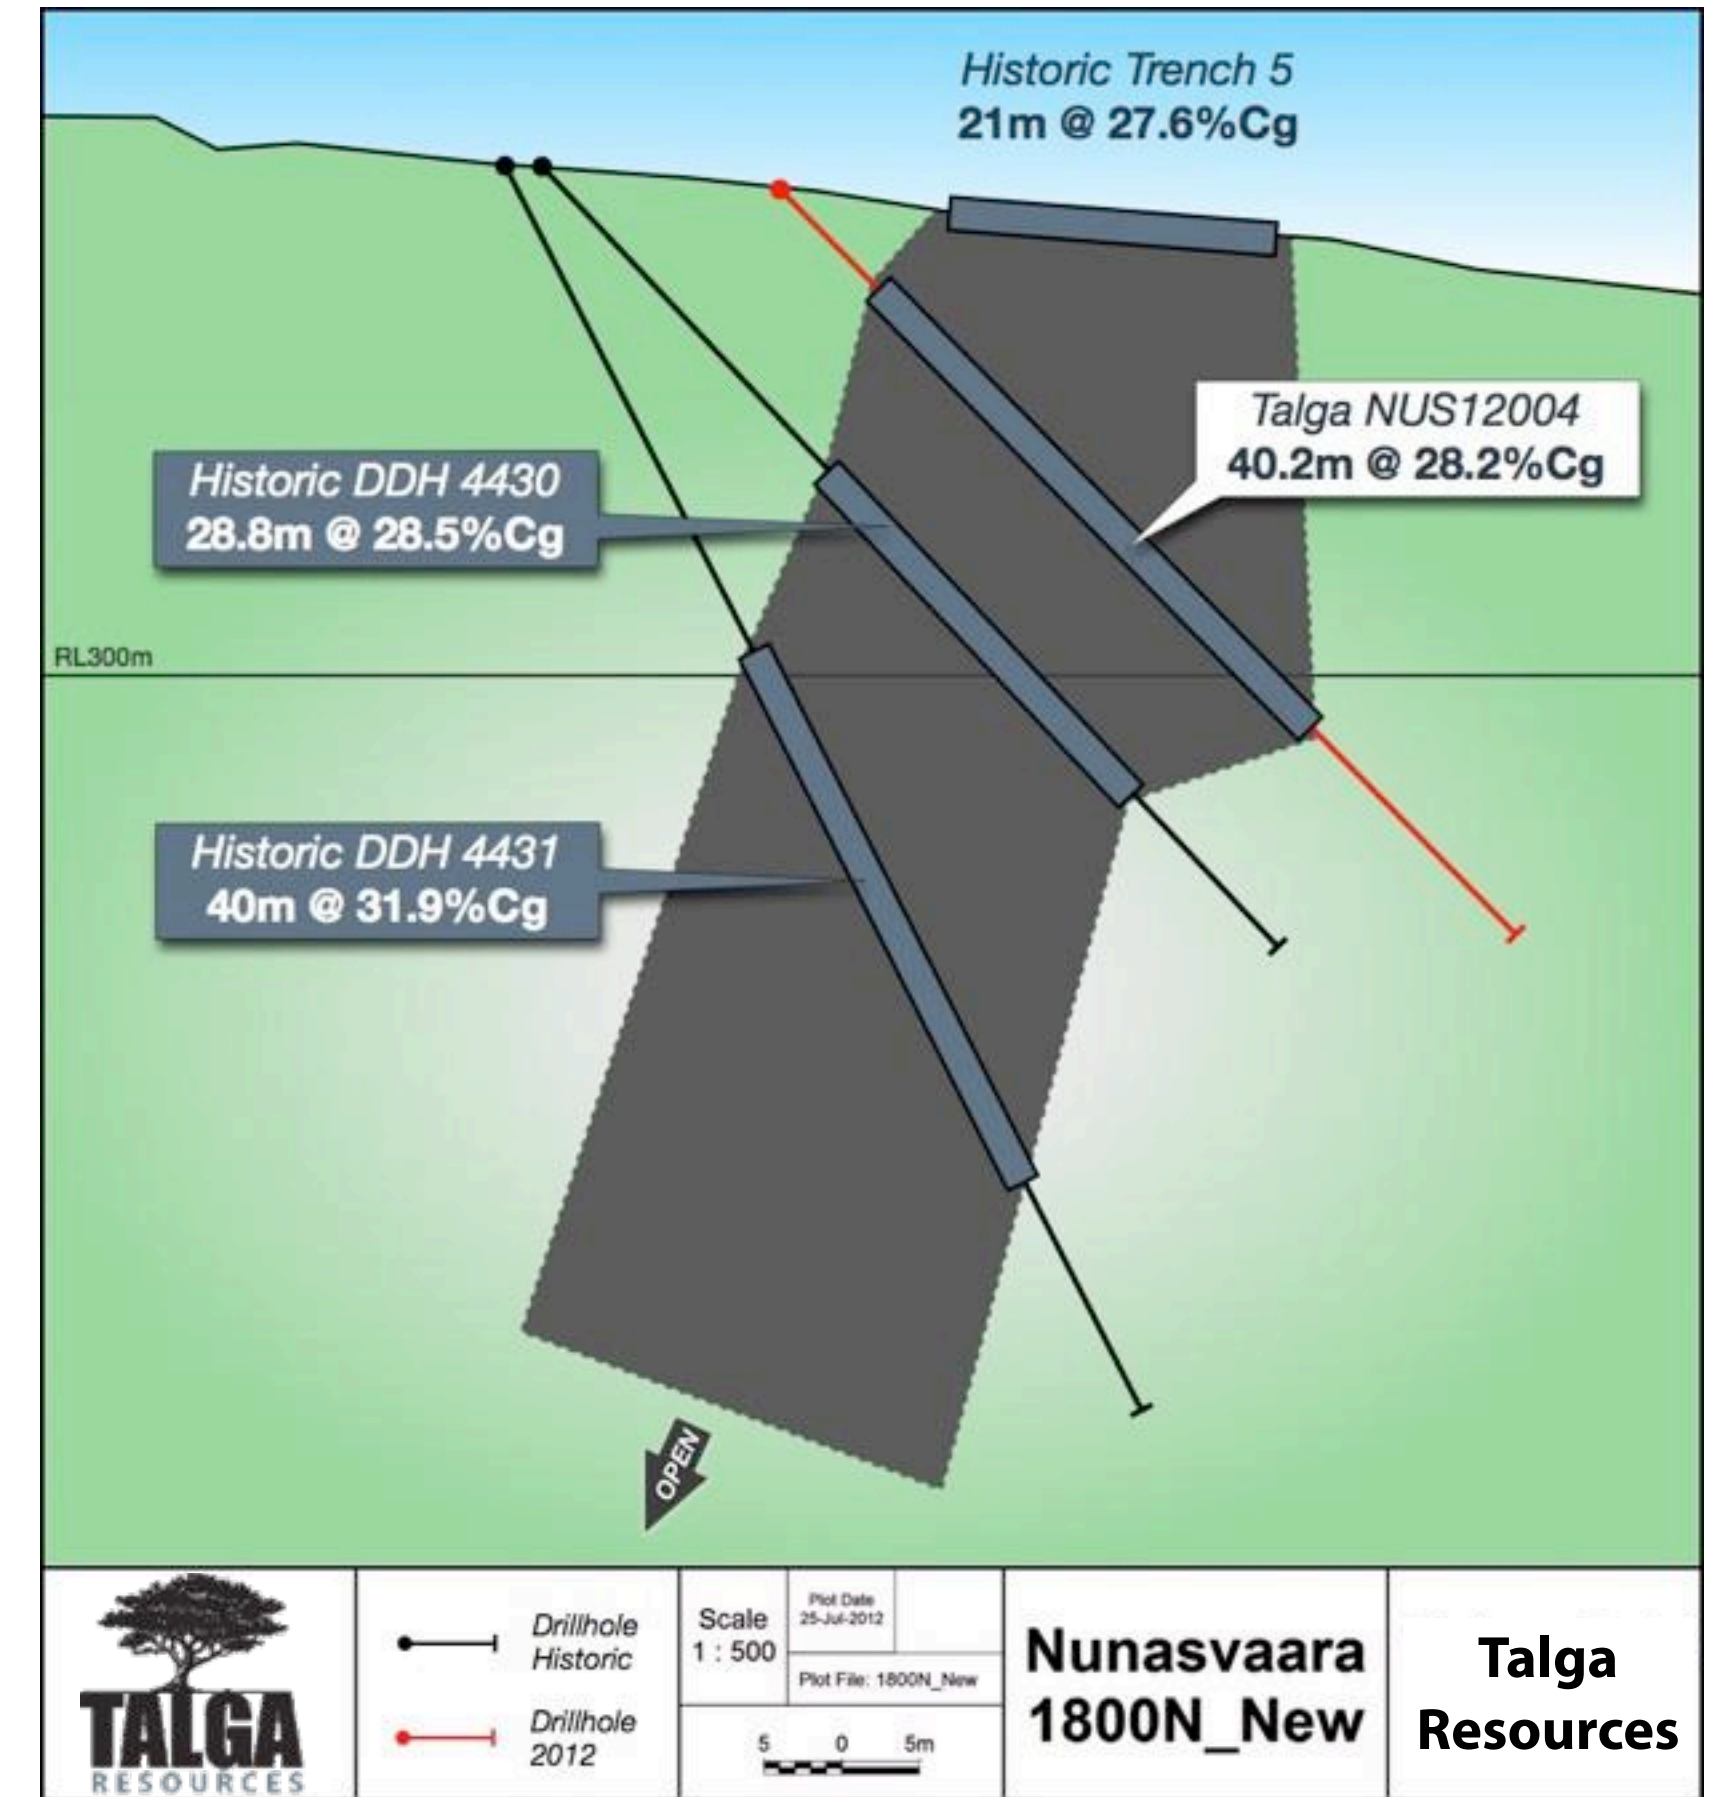 Historic Trench 5
21m @ 27.6%Cg
Talga NUS12004
40.2m @ 28.2%Cg
Historic DDH 4430
28.8m @ 28.5%Cg
RL300m
Historic DDH 4431
40m @ 31.9%Cg
OPEN
TALGA
RESOURCES
Drillhole
Historic
Drillhole
2012
Scale
1 : 500
Plot Date
25-Jul-2012
Plot File: 1800N_New
5 0 5m
Nunasvaara
1800N_New
Talga
Resources